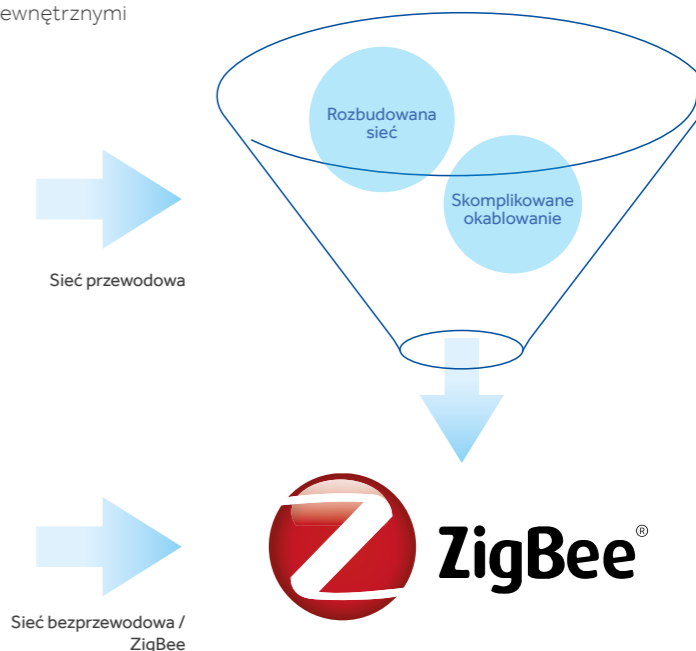 ewnętrznymi
Rozbudowana
sieć
Skomplikowane
okablowanie
Sieć przewodowa
ZigBee®
Sieć bezprzewodowa /
ZigBee